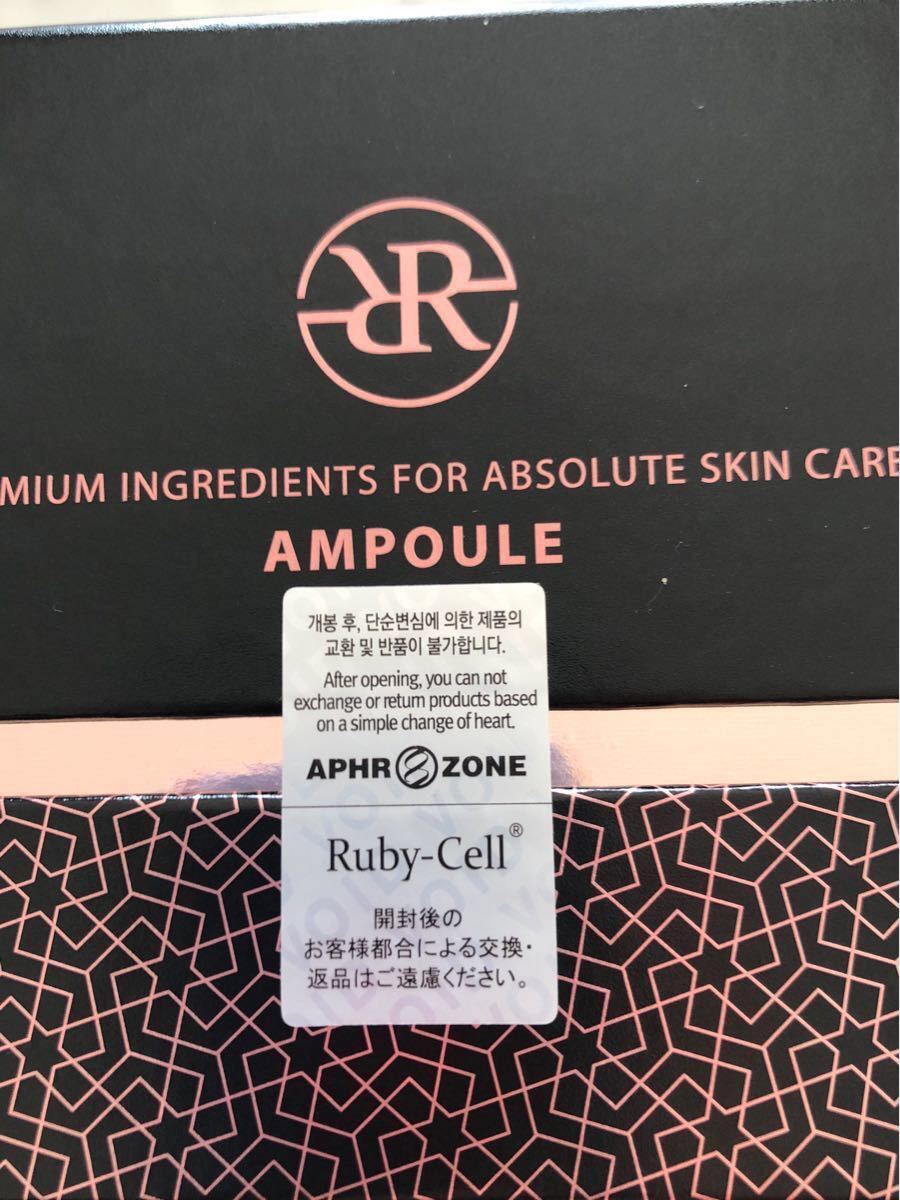 MIUM INGREDIENTS FOR ABSOLUTE SKIN CARE
AMPOULE
개봉 후, 단순변심에 의한 제품의
교환 및 반품이 불가합니다.
After opening, you can not
exchange or return products based
on a simple change of heart.
APHROZONE
Ruby-Cell®
開封後の
お客様都合による交換・
返品はご遠慮ください。